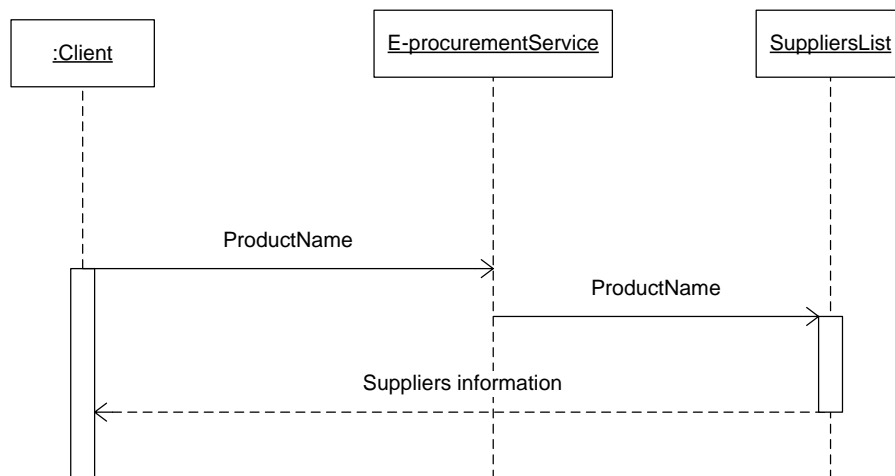 :Client
E-procurementService
SuppliersList
ProductName
ProductName
Suppliers information